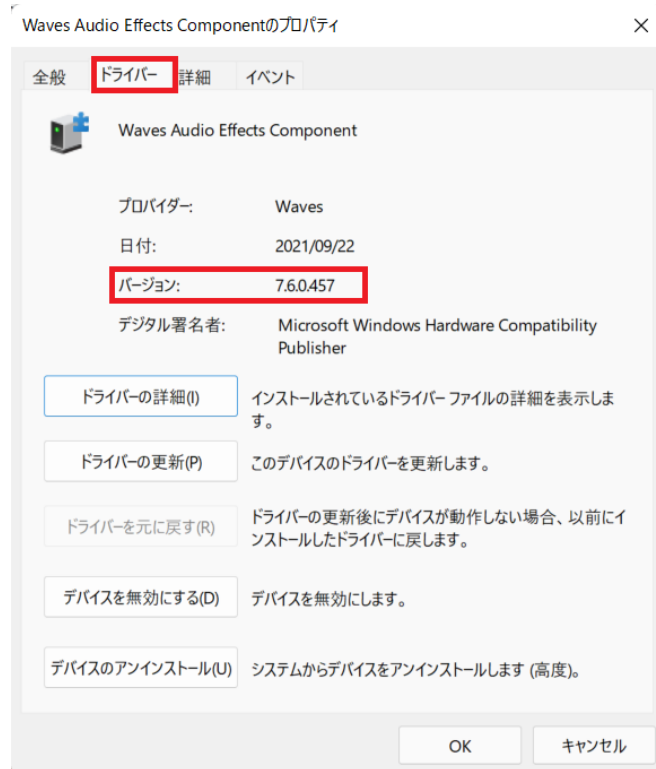 Waves Audio Effects Componentのプロパティ
全般 ドライバー 詳細 イベント
Waves Audio Effects Component
プロバイダー: Waves
日付: 2021/09/22
バージョン: 7.6.0.457
デジタル署名者: Microsoft Windows Hardware Compatibility
Publisher
ドライバーの詳細(I) インストールされているドライバー ファイルの詳細を表示しま
す。
ドライバーの更新(P) このデバイスのドライバーを更新します。
ドライバーを元に戻す(R) ドライバーの更新後にデバイスが動作しない場合、以前にイ
ンストールしたドライバーに戻します。
デバイスを無効にする(D) デバイスを無効にします。
デバイスのアンインストール(U) システムからデバイスをアンインストールします (高度)。
OK キャンセル